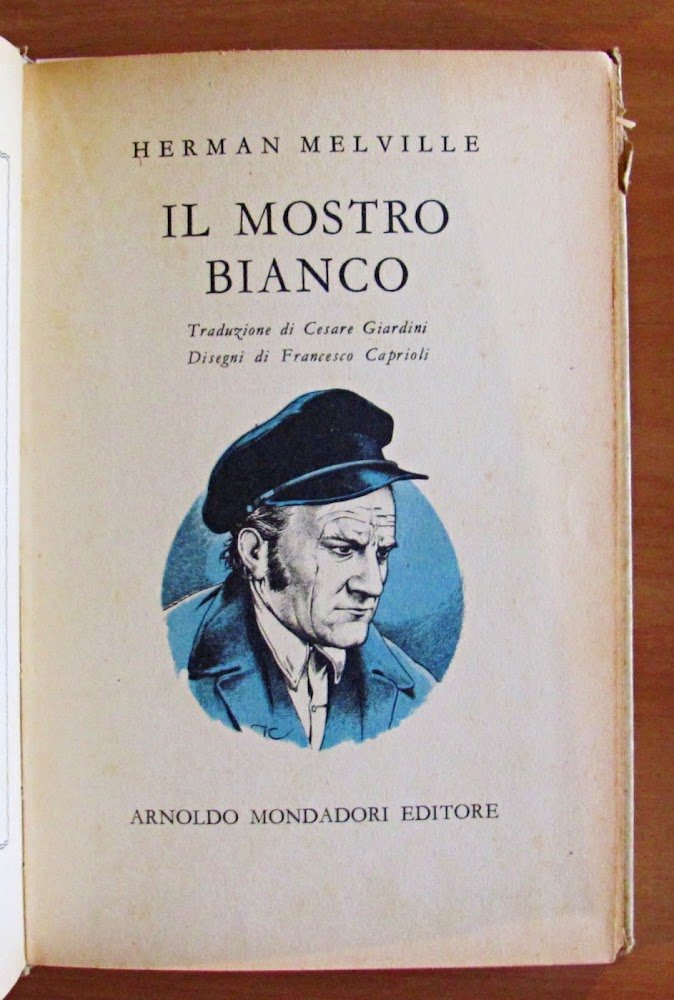 HERMAN MELVILLE
IL MOSTRO
BIANCO
Traduzione di Cesare Giardini
Disegni di Francesco Caprioli
ARNOLDO MONDADORI EDITORE